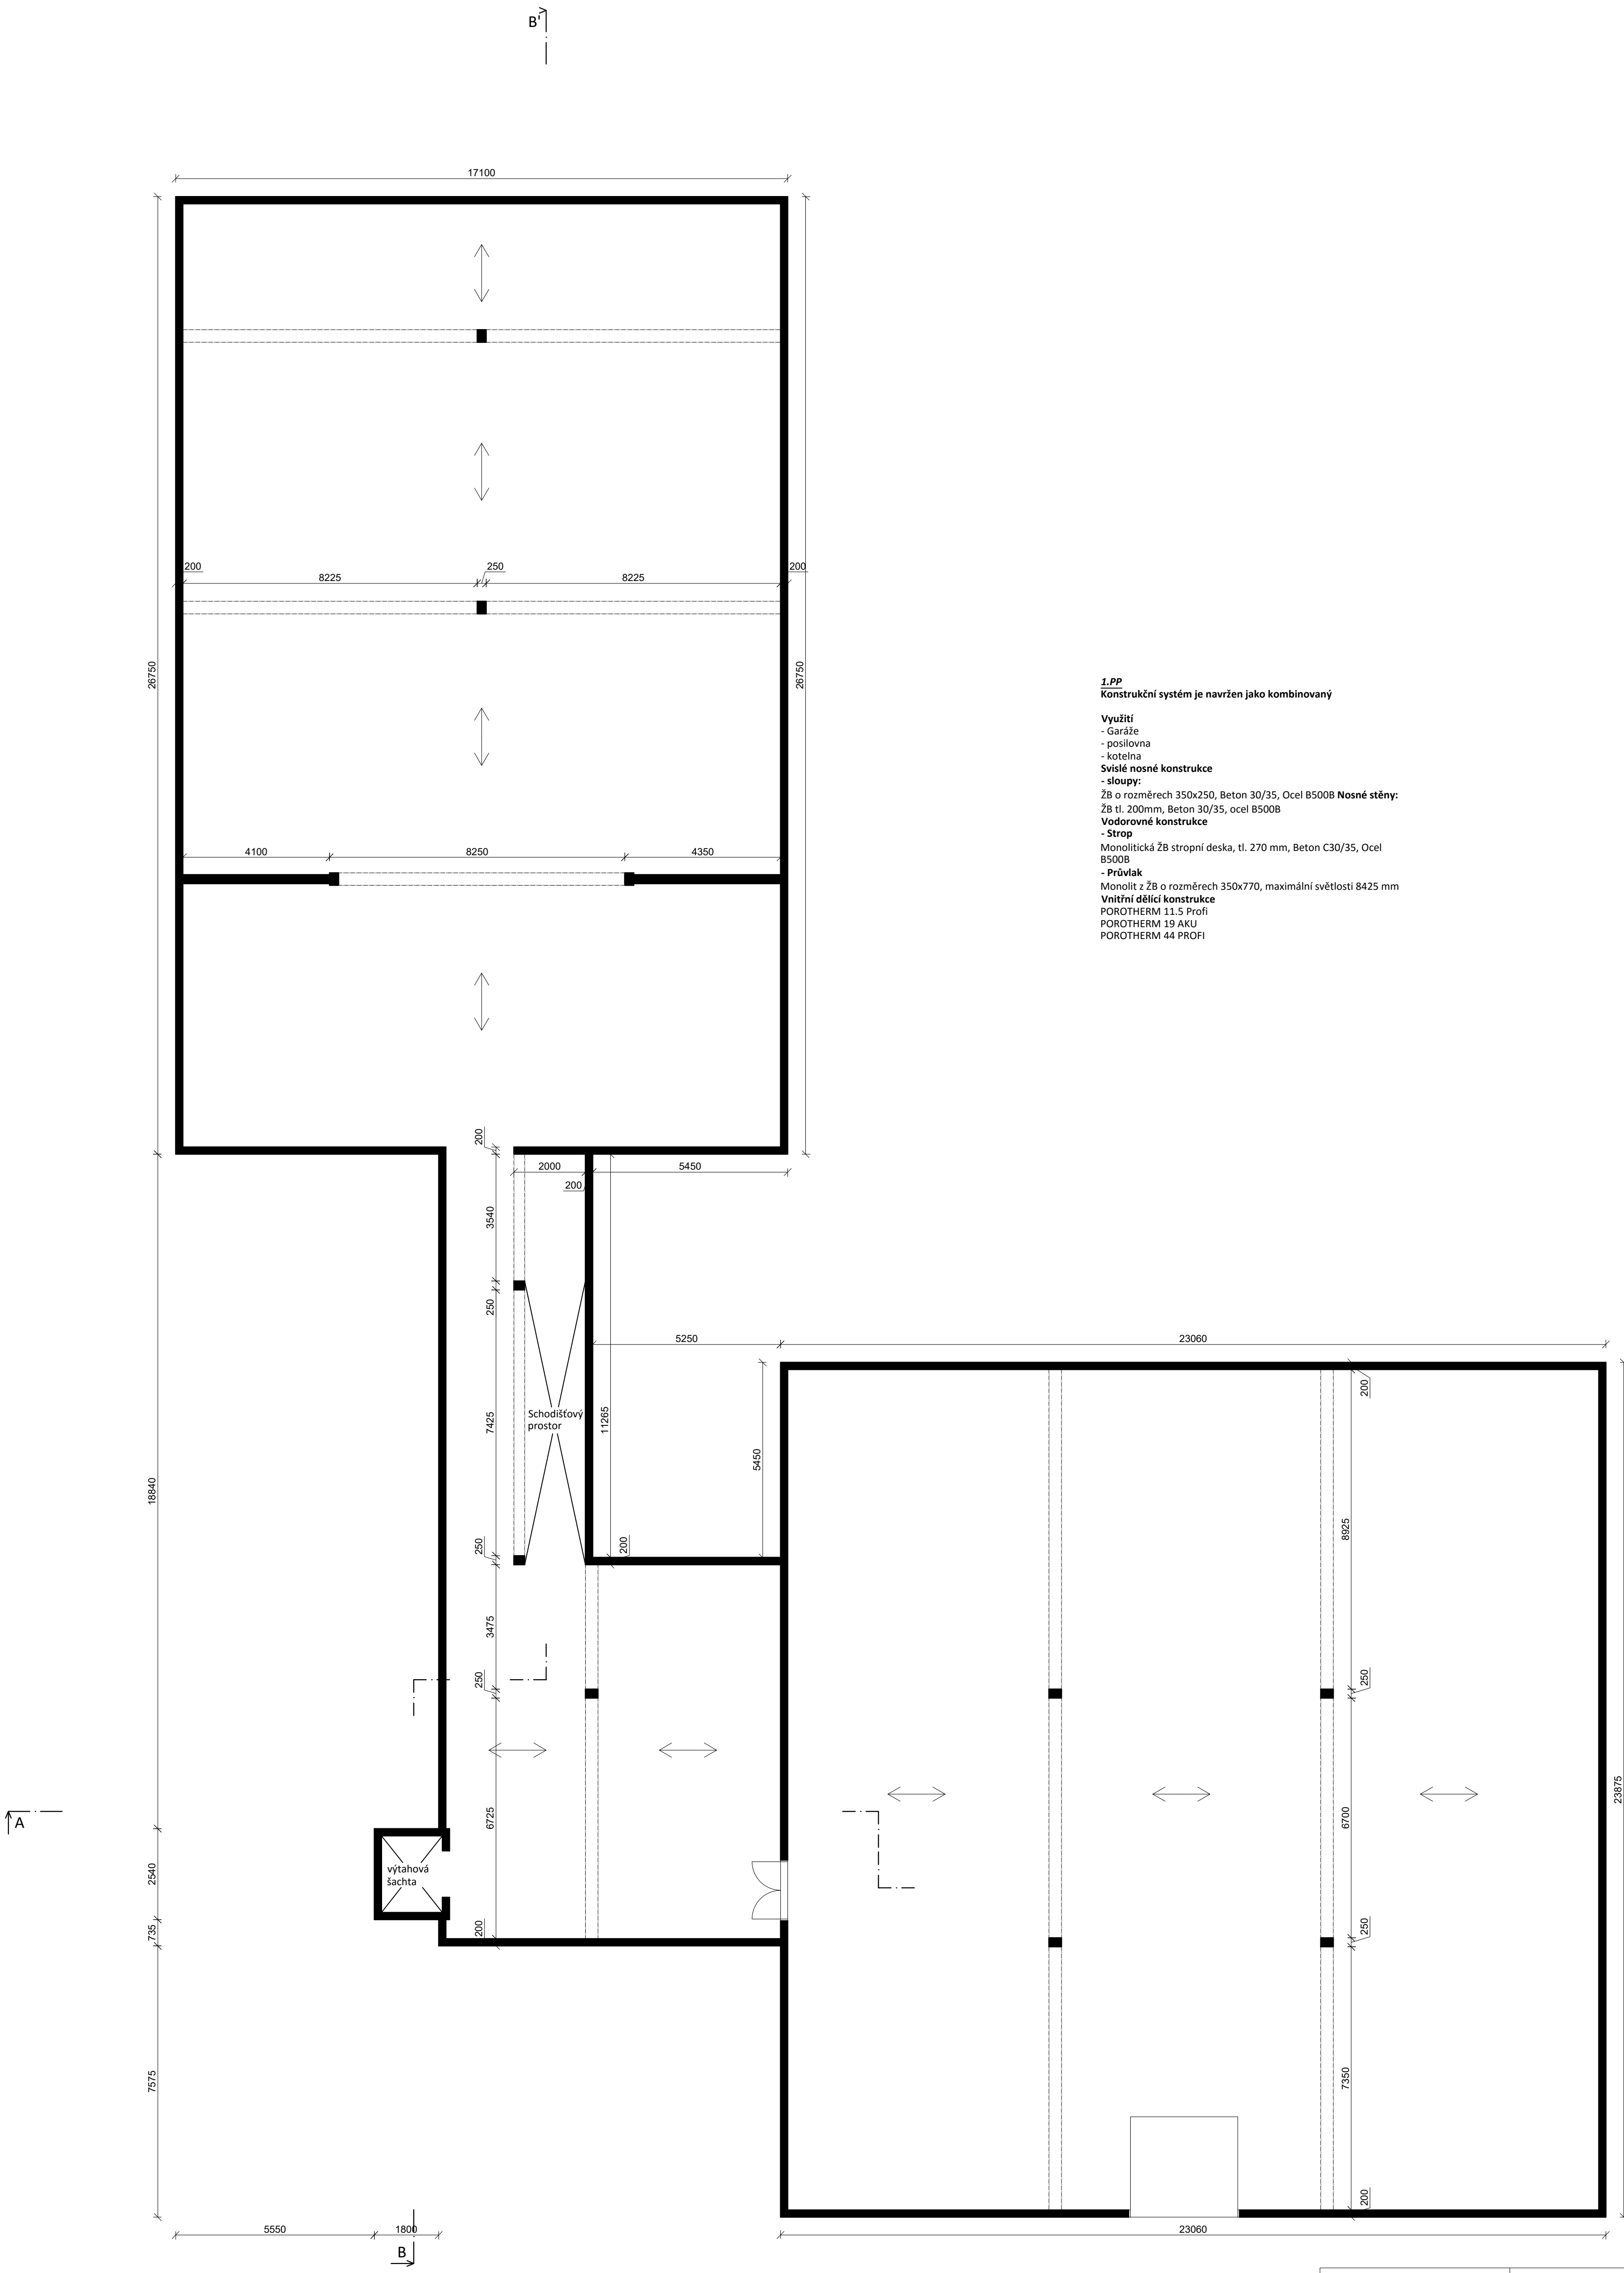 B'
17100
200
8225
250
8225
200
26750
26750
1.PP
Konstrukční systém je navržen jako kombinovaný
Využití
- Garáže
- posilovna
- kotelna
Svislé nosné konstrukce
- sloupy:
ŽB o rozměrech 350x250, Beton 30/35, Ocel B500B Nosné stěny:
ŽB tl. 200mm, Beton 30/35, ocel B500B
Vodorovné konstrukce
- Strop
Monolitická ŽB stropní deska, tl. 270 mm, Beton C30/35, Ocel
B500B
- Průvlak
Monolit z ŽB o rozměrech 350x770, maximální světlosti 8425 mm
Vnitřní dělící konstrukce
POROTHERM 11.5 Profi
POROTHERM 19 AKU
POROTHERM 44 PROFI
4100
8250
4350
200
2000
5450
200
3540
250
5250
23060
200
Schodišťový
prostor
7425
11265
5450
18840
8925
250
200
3475
250
250
6725
6700
23875
A
výtahová
šachta
2540
735
200
250
7575
7350
200
5550
1800
23060
B